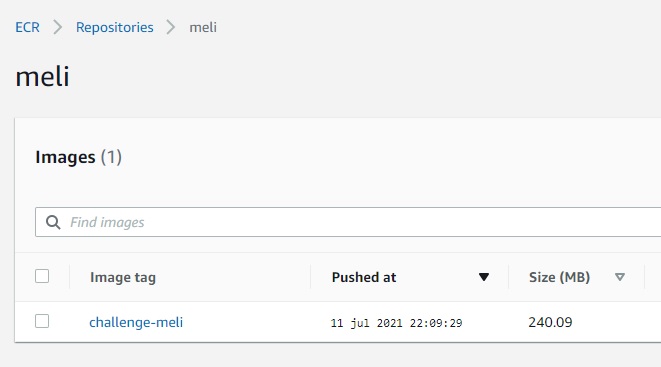 ECR > Repositories > meli
meli
Images (1)
Find images
Image tag Pushed at Size (MB)
challenge-meli 11 jul 2021 22:09:29 240.09